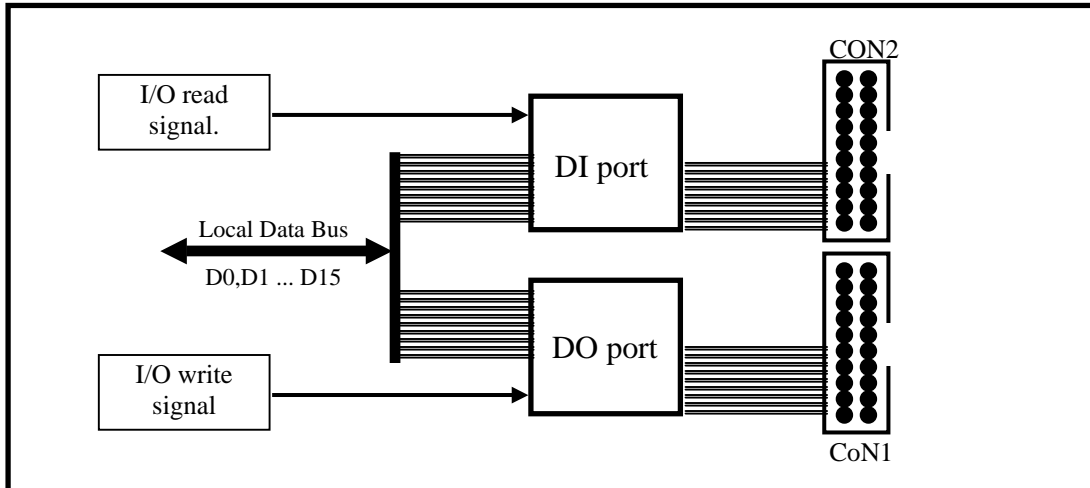 CON2
I/O read
signal.
DI port
Local Data Bus
D0,D1 ... D15
DO port
I/O write
signal
CoN1